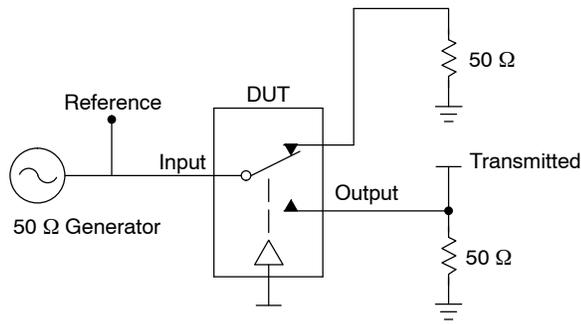 50 Ω
DUT
Reference
Input
Transmitted
Output
50 Ω Generator
50 Ω